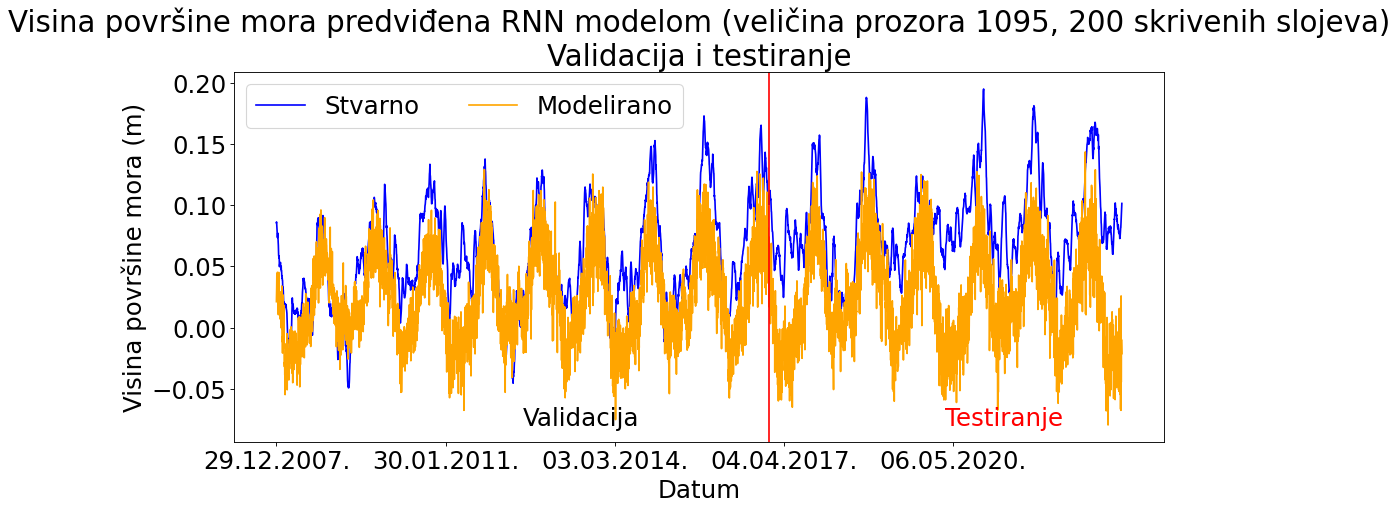 Visina površine mora predviđena RNN modelom (veličina prozora 1095, 200 skrivenih slojeva)
Validacija i testiranje
Stvarno Modelirano
Visina površine mora (m)
0.20
0.15
0.10
0.05
0.00
−0.05
Validacija Testiranje
29.12.2007. 30.01.2011. 03.03.2014. 04.04.2017. 06.05.2020.
Datum